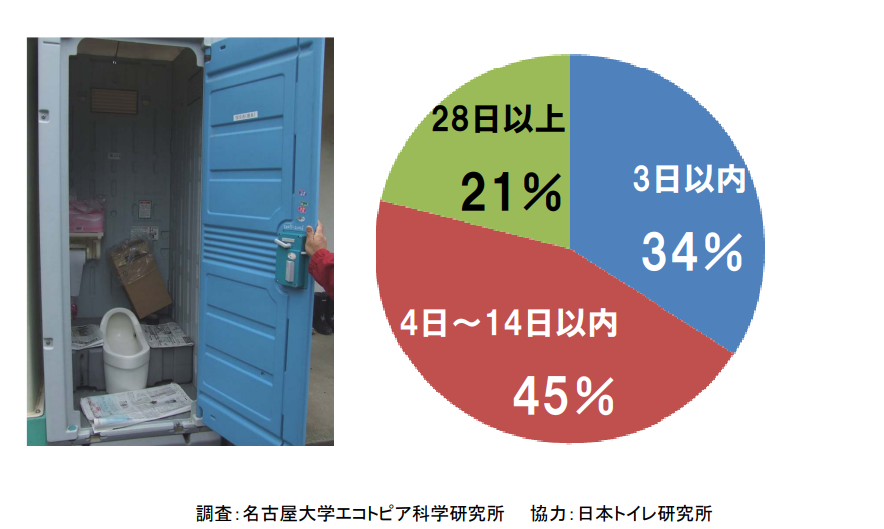 28日以上
21%
3日以内
34%
4日～14日以内
45%
調査：名古屋大学エコトピア科学研究所　協力：日本トイレ研究所